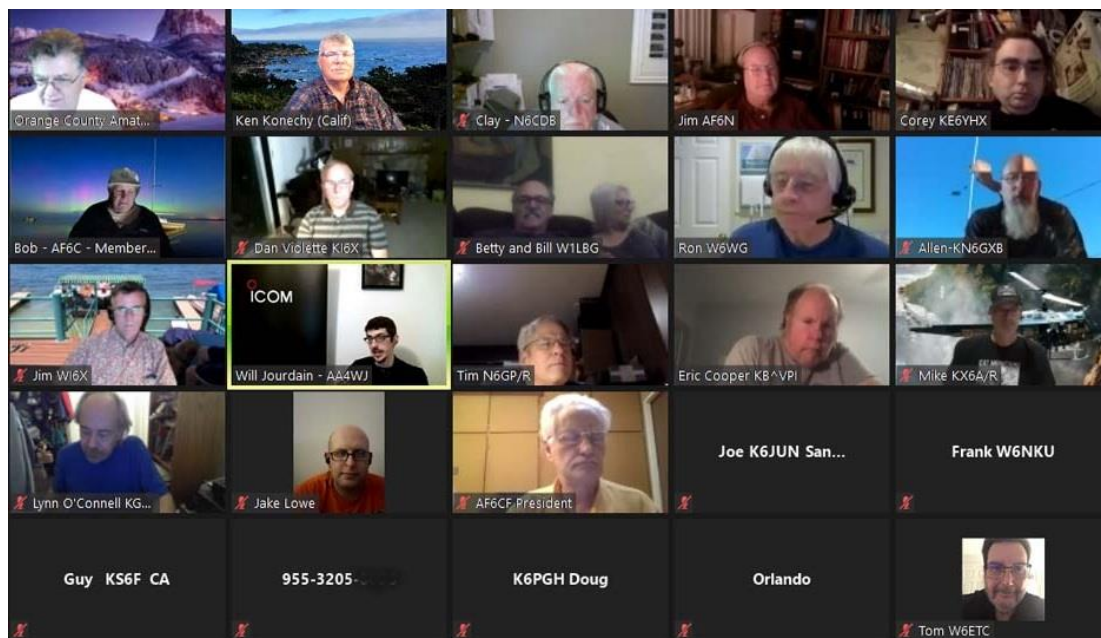 Orange County Amat...
Ken Konechy (Calif)
Clay - N6CDB
Jim AF6N
Corey KE6YHX
Bob - AF6C - Member...
Dan Violette KI6X
Betty and Bill W1LBG
Ron W6WG
Allen-KN6GXB
Jim WI6X
ICOM
Will Jourdain - AA4WJ
Tim N6GP/R
Eric Cooper KB^VPI
Mike KX6A/R
Lynn O'Connell KG...
Jake Lowe
AF6CF President
Joe K6JUN San...
Frank W6NKU
Guy KS6F CA
955-3205-
K6PGH Doug
Orlando
Tom W6ETC